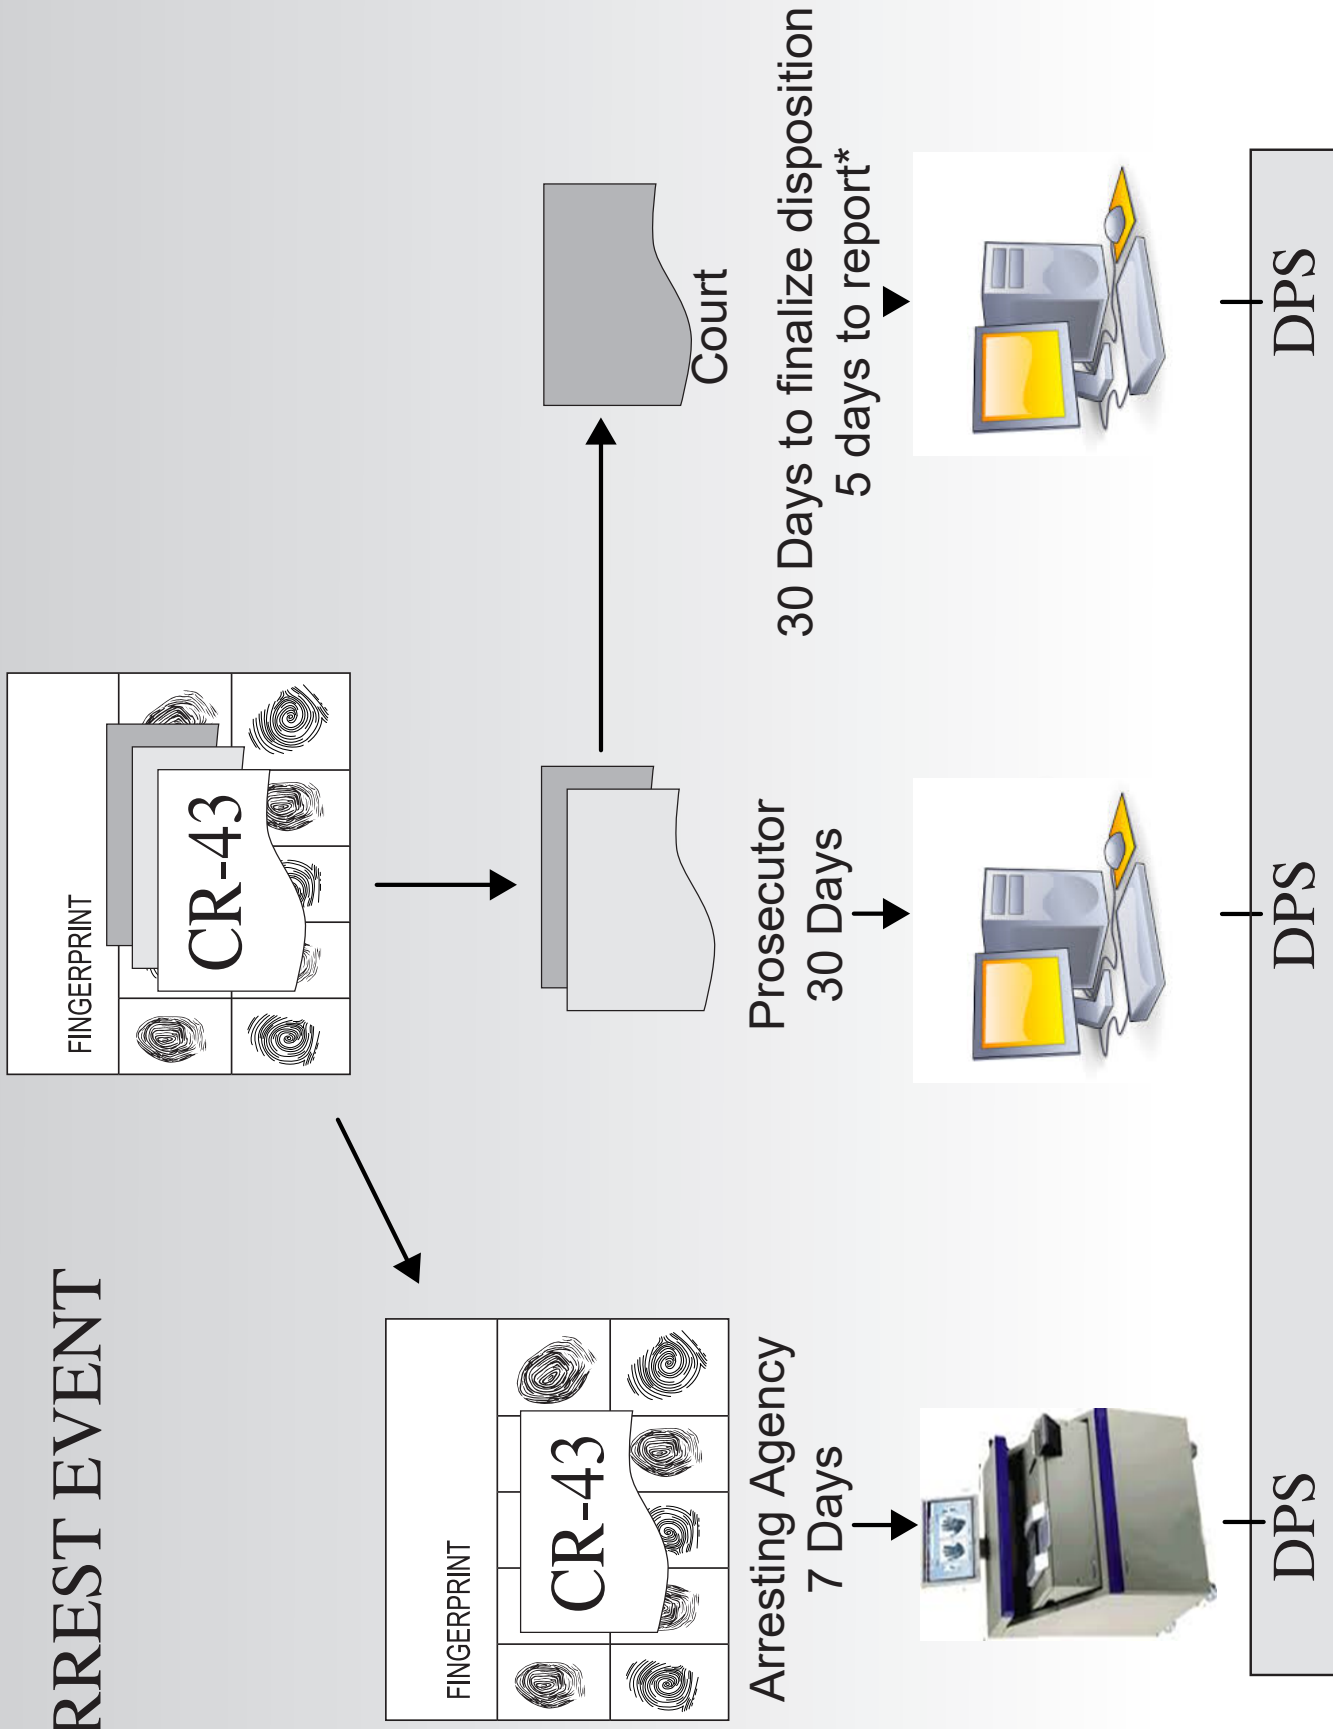 RREST EVENT
FINGERPRINT
CR-43
FINGERPRINT
CR-43
Arresting Agency
7 Days
Prosecutor
30 Days
Court
30 Days to finalize disposition
5 days to report*
DPS
DPS
DPS